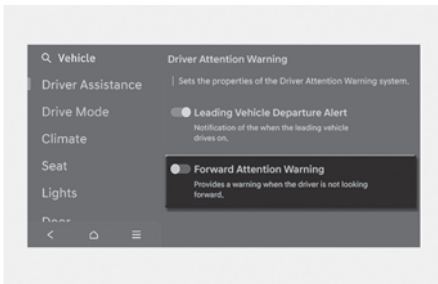 Vehicle
Driver Assistance
Drive Mode
Climate
Seat
Lights
Door
Driver Attention Warning
Sets the properties of the Driver Attention Warning system.
Leading Vehicle Departure Alert
Notification of the when the leading vehicle
drives on.
Forward Attention Warning
Provides a warning when the driver is not looking
forward.